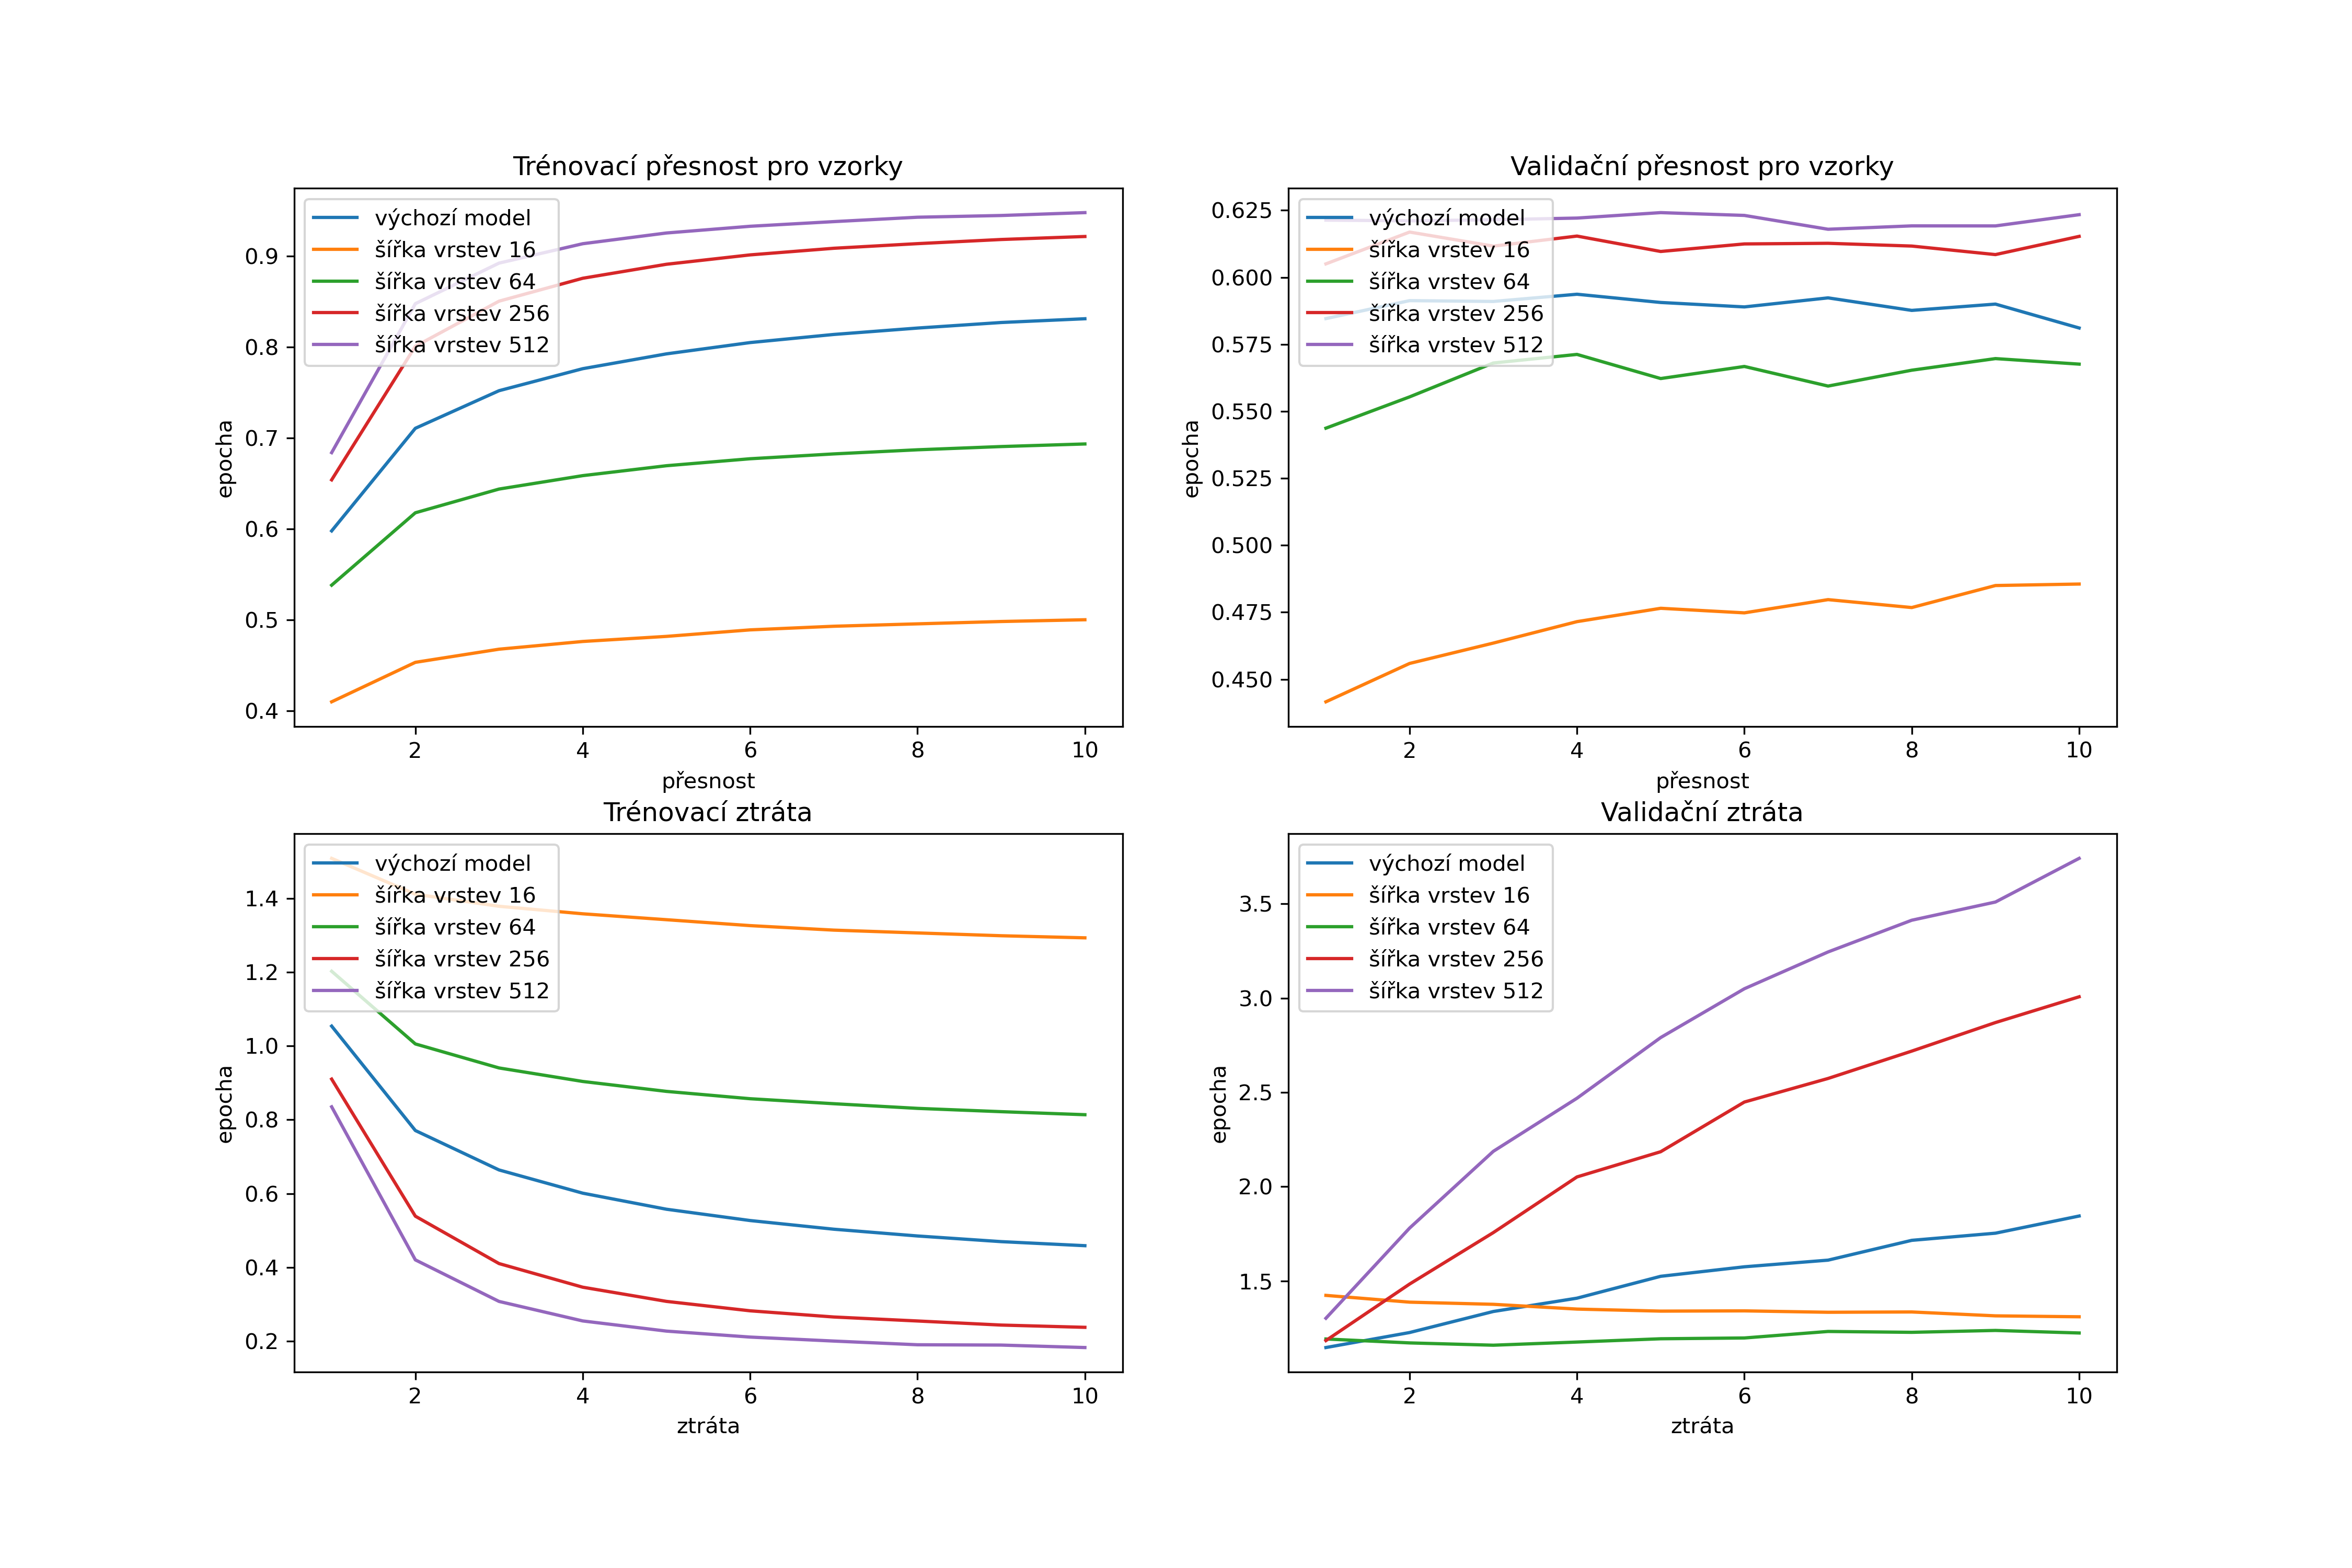 Trénovací přesnost pro vzorky
výchozí model
šířka vrstev 16
šířka vrstev 64
šířka vrstev 256
šířka vrstev 512
epocha
0.9
0.8
0.7
0.6
0.5
0.4
2 4 6 8 10
přesnost
Validační přesnost pro vzorky
výchozí model
šířka vrstev 16
šířka vrstev 64
šířka vrstev 256
šířka vrstev 512
epocha
0.625
0.600
0.575
0.550
0.525
0.500
0.475
0.450
2 4 6 8 10
přesnost
Trénovací ztráta
výchozí model
šířka vrstev 16
šířka vrstev 64
šířka vrstev 256
šířka vrstev 512
epocha
1.4
1.2
1.0
0.8
0.6
0.4
0.2
2 4 6 8 10
ztráta
Validační ztráta
výchozí model
šířka vrstev 16
šířka vrstev 64
šířka vrstev 256
šířka vrstev 512
epocha
3.5
3.0
2.5
2.0
1.5
2 4 6 8 10
ztráta